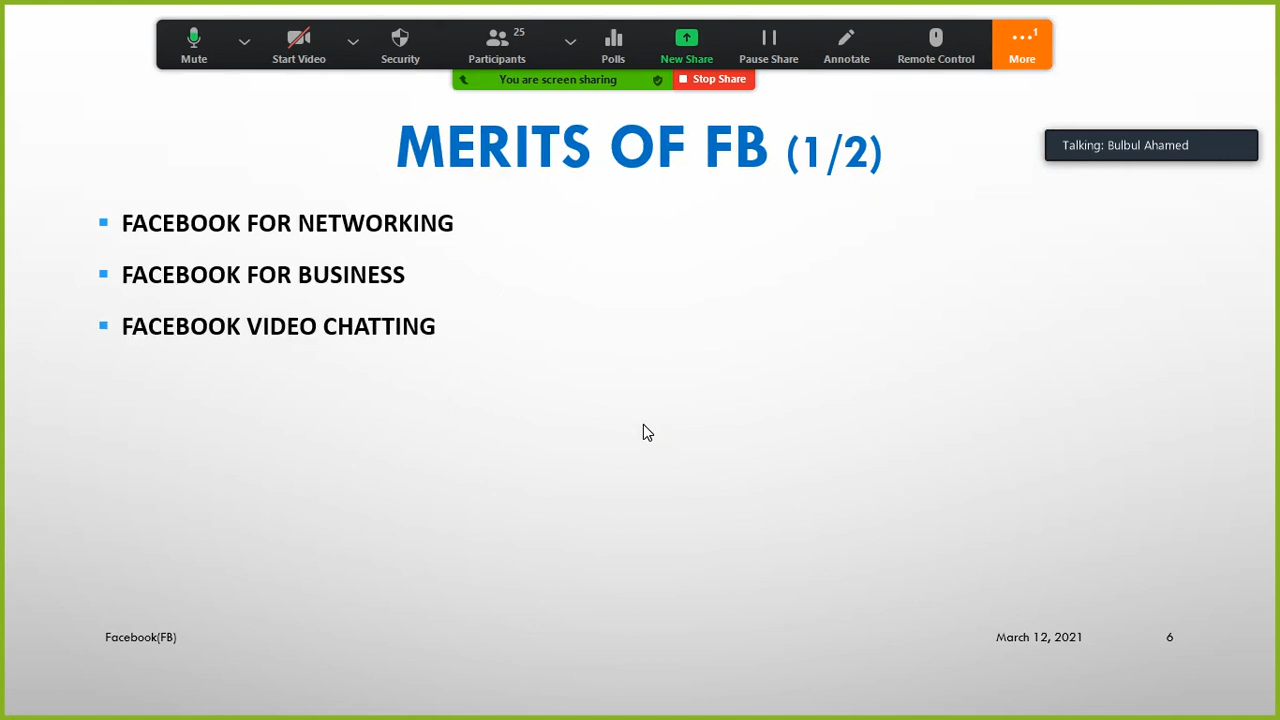 25
1
Mute
Start Video
Security
Participants
Polls
New Share
Pause Share
Annotate
Remote Control
More
You are screen sharing
Stop Share
MERITS OF FB (1/2)
Talking: Bulbul Ahamed
FACEBOOK FOR NETWORKING
FACEBOOK FOR BUSINESS
FACEBOOK VIDEO CHATTING
Facebook(FB)
March 12, 2021
6